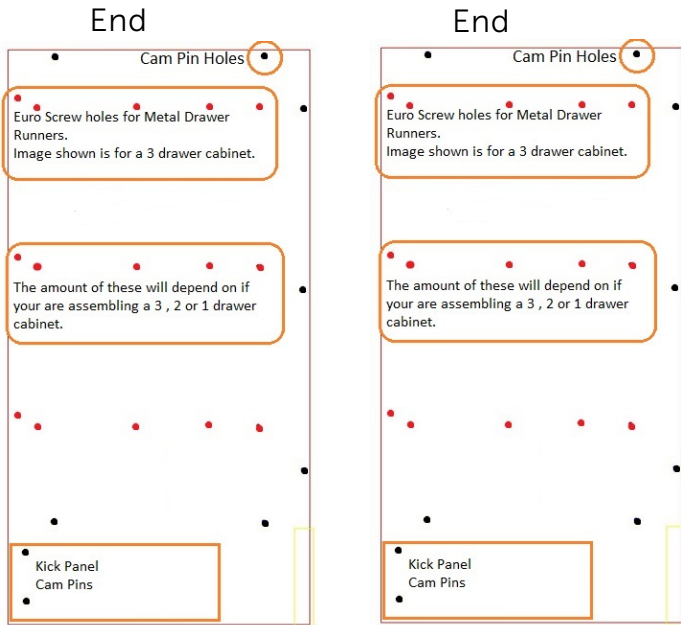 End
Cam Pin Holes
Euro Screw holes for Metal Drawer
Runners.
Image shown is for a 3 drawer cabinet.
The amount of these will depend on if
your are assembling a 3 , 2 or 1 drawer
cabinet.
Kick Panel
Cam Pins
End
Cam Pin Holes
Euro Screw holes for Metal Drawer
Runners.
Image shown is for a 3 drawer cabinet.
The amount of these will depend on if
your are assembling a 3 , 2 or 1 drawer
cabinet.
Kick Panel
Cam Pins